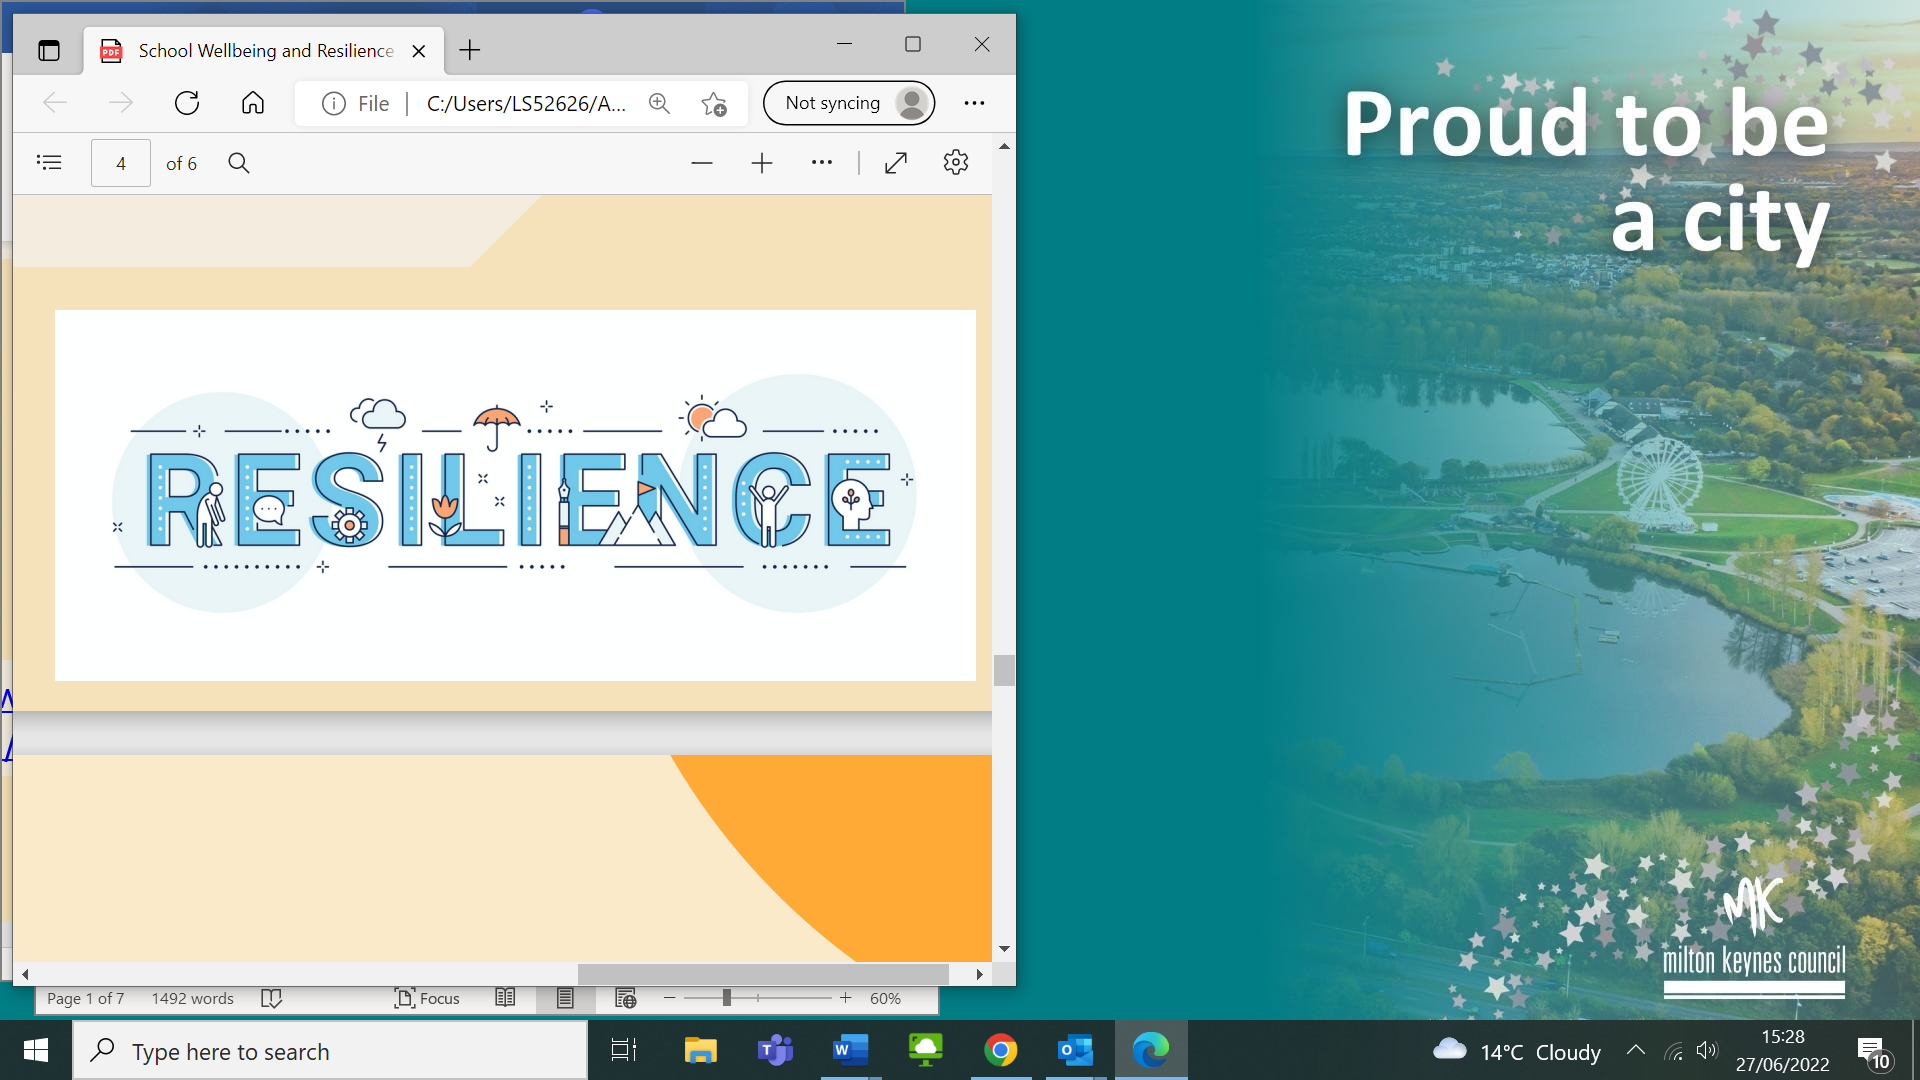 School Wellbeing and Resilience
File
C:/Users/LS52626/A...
Not syncing
4 of 6
RESILIENCE
Page 1 of 7
1492 words
Focus
60%
Proud to be
a city
MK
milton keynes council
Type here to search
14°C Cloudy
15:28
27/06/2022
10